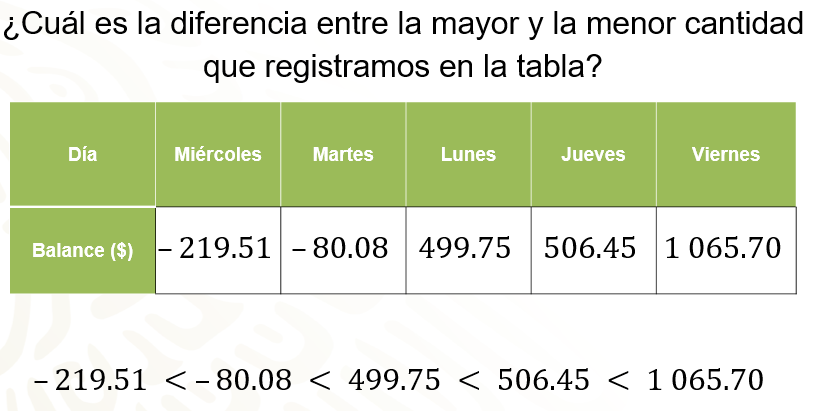 ¿Cuál es la diferencia entre la mayor y la menor cantidad
que registramos en la tabla?
Día Miércoles Martes Lunes Jueves Viernes
Balance ($) – 219.51 – 80.08 499.75 506.45 1 065.70
– 219.51 < – 80.08 < 499.75 < 506.45 < 1 065.70